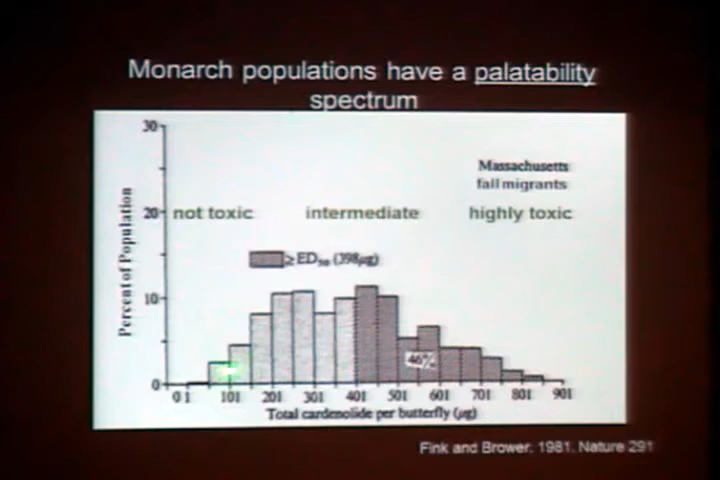 Monarch populations have a palatability
spectrum
30
Massachusetts
fall migrants
20
not toxic intermediate highly toxic
≥ED₅₀ (398µg)
Percent of Population
10
46%
0
0 1 101 201 301 401 501 601 701 801 901
Total cardenolide per butterfly (µg)
Fink and Brower. 1981. Nature 291